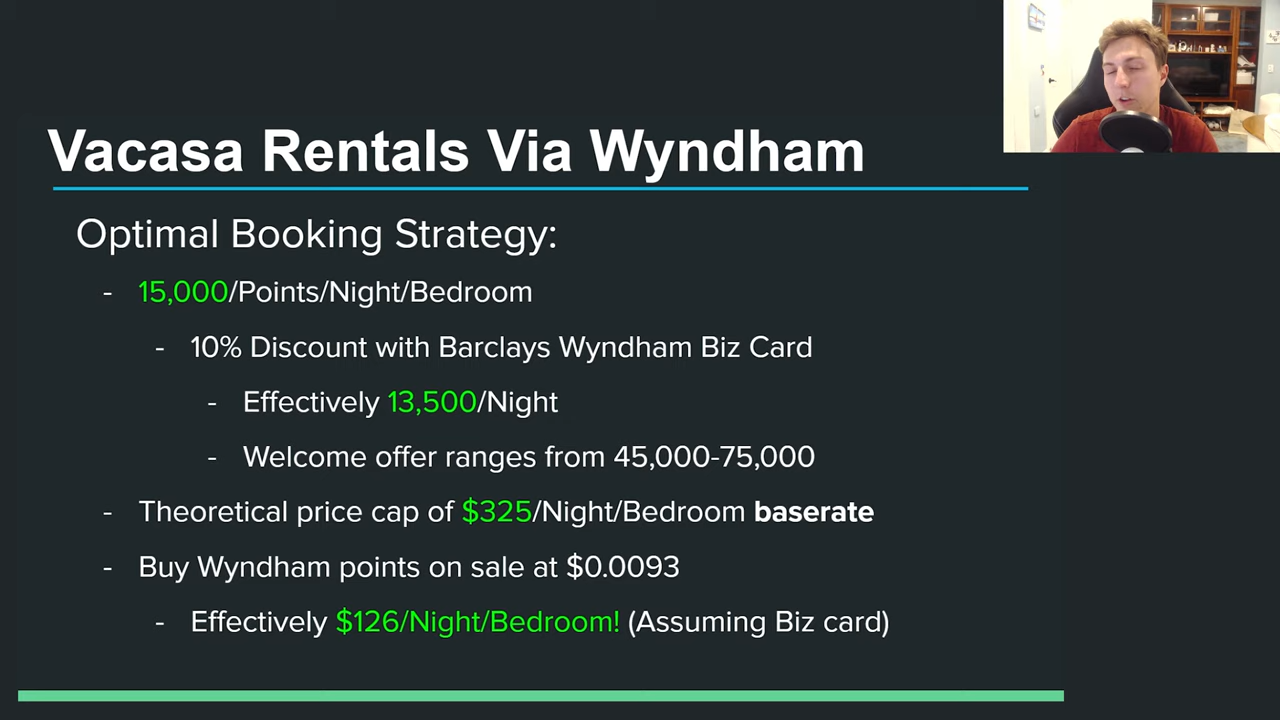 Vacasa Rentals Via Wyndham
Optimal Booking Strategy:
- 15,000/Points/Night/Bedroom
- 10% Discount with Barclays Wyndham Biz Card
- Effectively 13,500/Night
- Welcome offer ranges from 45,000-75,000
- Theoretical price cap of $325/Night/Bedroom baserate
- Buy Wyndham points on sale at $0.0093
- Effectively $126/Night/Bedroom! (Assuming Biz card)